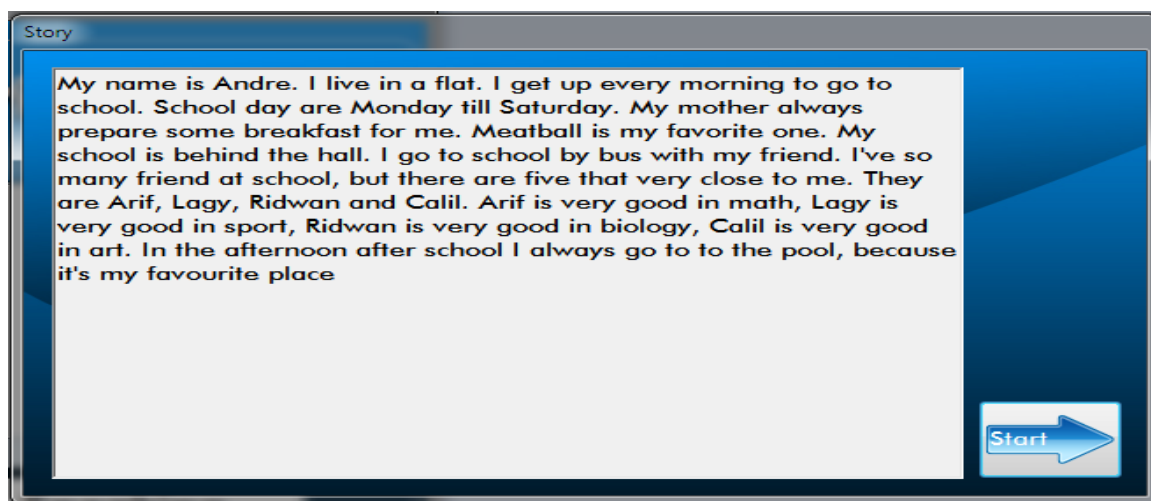 Story
My name is Andre. I live in a flat. I get up every morning to go to
school. School day are Monday till Saturday. My mother always
prepare some breakfast for me. Meatball is my favorite one. My
school is behind the hall. I go to school by bus with my friend. I've so
many friend at school, but there are five that very close to me. They
are Arif, Lagy, Ridwan and Calil. Arif is very good in math, Lagy is
very good in sport, Ridwan is very good in biology, Calil is very good
in art. In the afternoon after school I always go to to the pool, because
it's my favourite place
Start